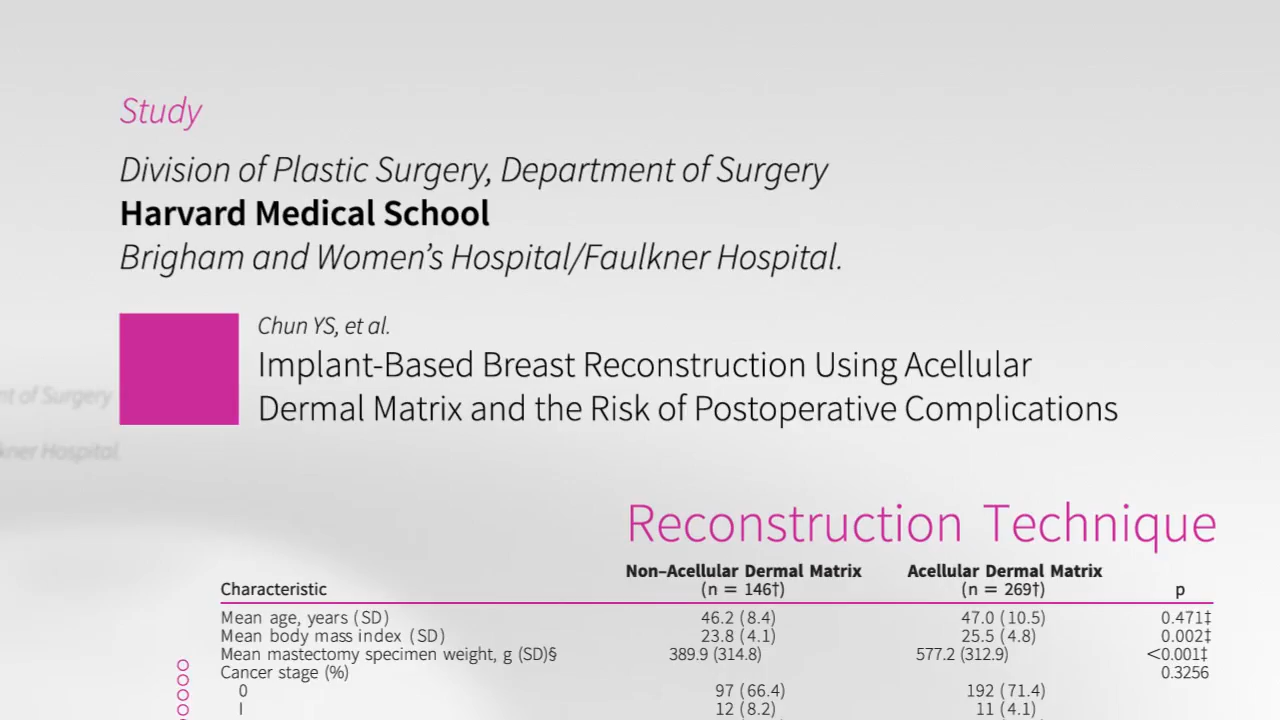 Study
Division of Plastic Surgery, Department of Surgery
Harvard Medical School
Brigham and Women's Hospital/Faulkner Hospital.
Chun YS, et al.
Implant-Based Breast Reconstruction Using Acellular
Dermal Matrix and the Risk of Postoperative Complications
nt of Surgery
kner Hospital.
Reconstruction Technique
Non–Acellular Dermal Matrix Acellular Dermal Matrix
Characteristic (n = 146†) (n = 269†) p
Mean age, years (SD) 46.2 (8.4) 47.0 (10.5) 0.471‡
Mean body mass index (SD) 23.8 (4.1) 25.5 (4.8) 0.002‡
Mean mastectomy specimen weight, g (SD)§ 389.9 (314.8) 577.2 (312.9) <0.001‡
Cancer stage (%) 0.3256
0 97 (66.4) 192 (71.4)
I 12 (8.2) 11 (4.1)